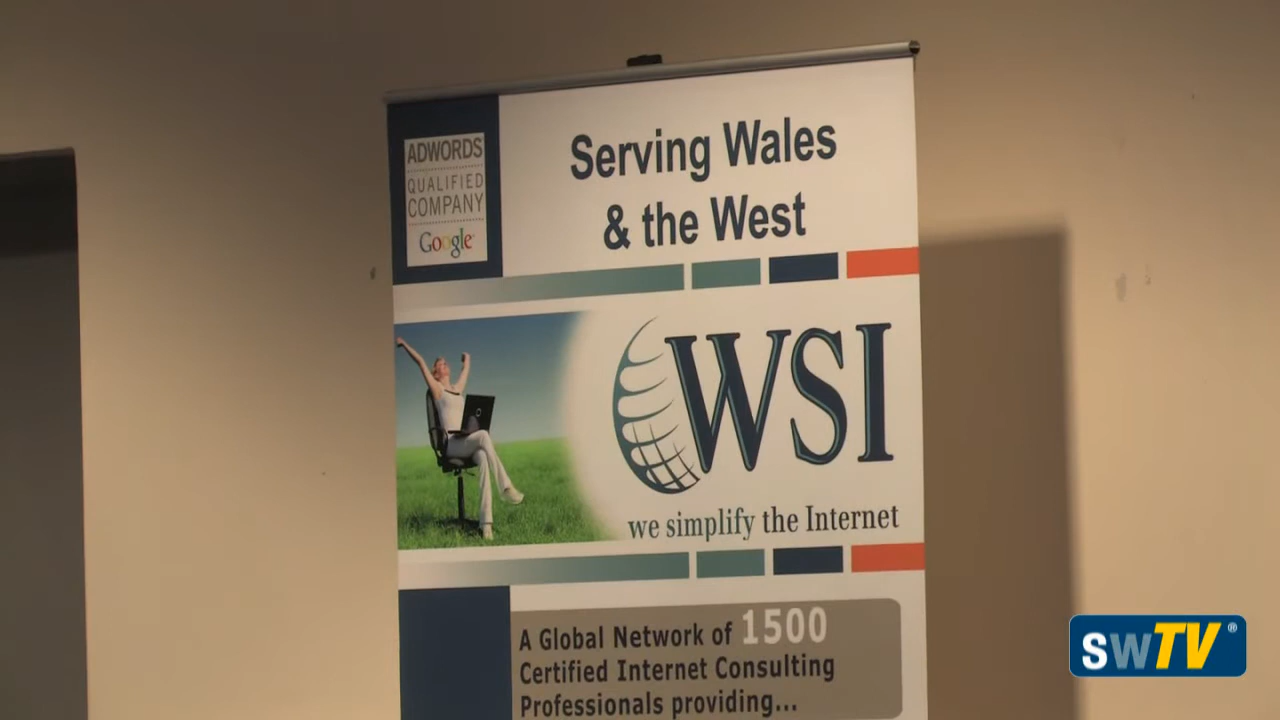 ADWORDS
QUALIFIED
COMPANY
Google
Serving Wales
& the West
WSI
we simplify the Internet
A Global Network of 1500
Certified Internet Consulting
Professionals providing...
swTV®